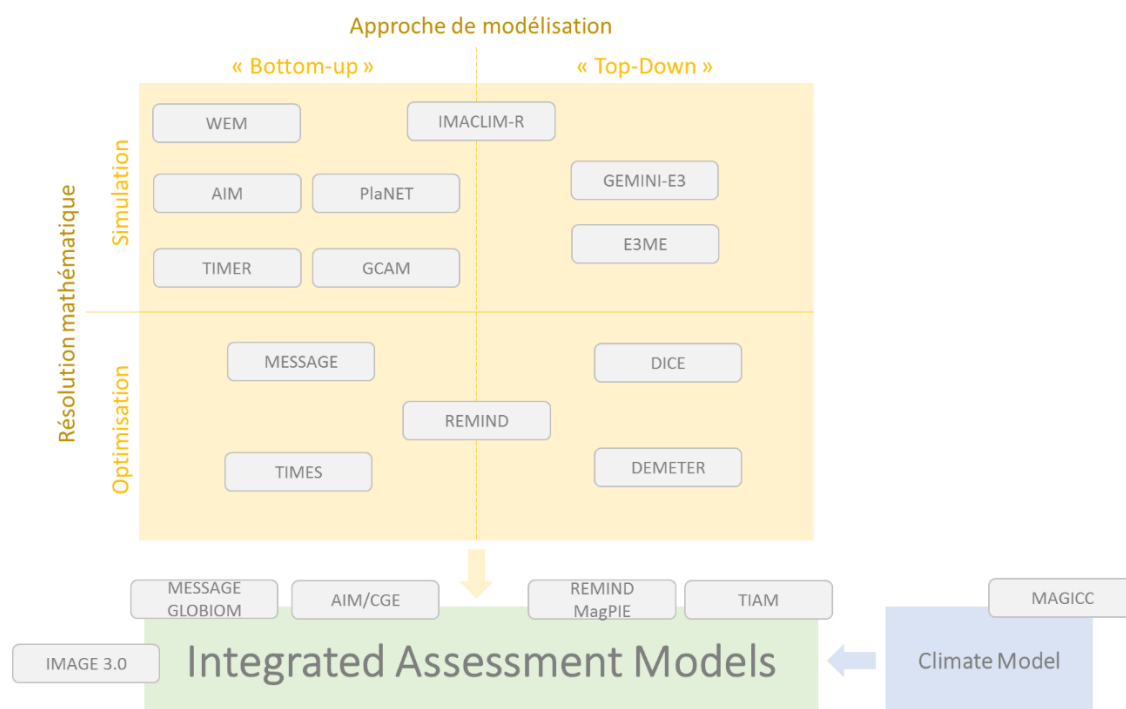 Approche de modélisation
« Bottom-up »
« Top-Down »
Résolution mathématique
Simulation
WEM
IMACLIM-R
AIM
PlaNET
GEMINI-E3
E3ME
TIMER
GCAM
Optimisation
MESSAGE
DICE
REMIND
TIMES
DEMETER
MESSAGE
GLOBIOM
AIM/CGE
REMIND
MagPIE
TIAM
MAGICC
IMAGE 3.0
Integrated Assessment Models
Climate Model